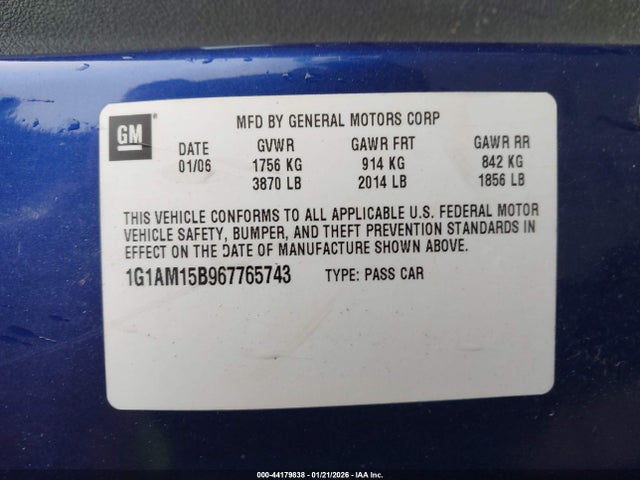 GM
MFD BY GENERAL MOTORS CORP
DATE GVWR GAWR FRT GAWR RR
01/06 1756 KG 914 KG 842 KG
3870 LB 2014 LB 1856 LB
THIS VEHICLE CONFORMS TO ALL APPLICABLE U.S. FEDERAL MOTOR
VEHICLE SAFETY, BUMPER, AND THEFT PREVENTION STANDARDS IN
EFFECT ON THE DATE OF MANUFACTURE SHOWN ABOVE.
1G1AM15B967765743 TYPE: PASS CAR
000-44179838 - 01/21/2026 - IAA Inc.